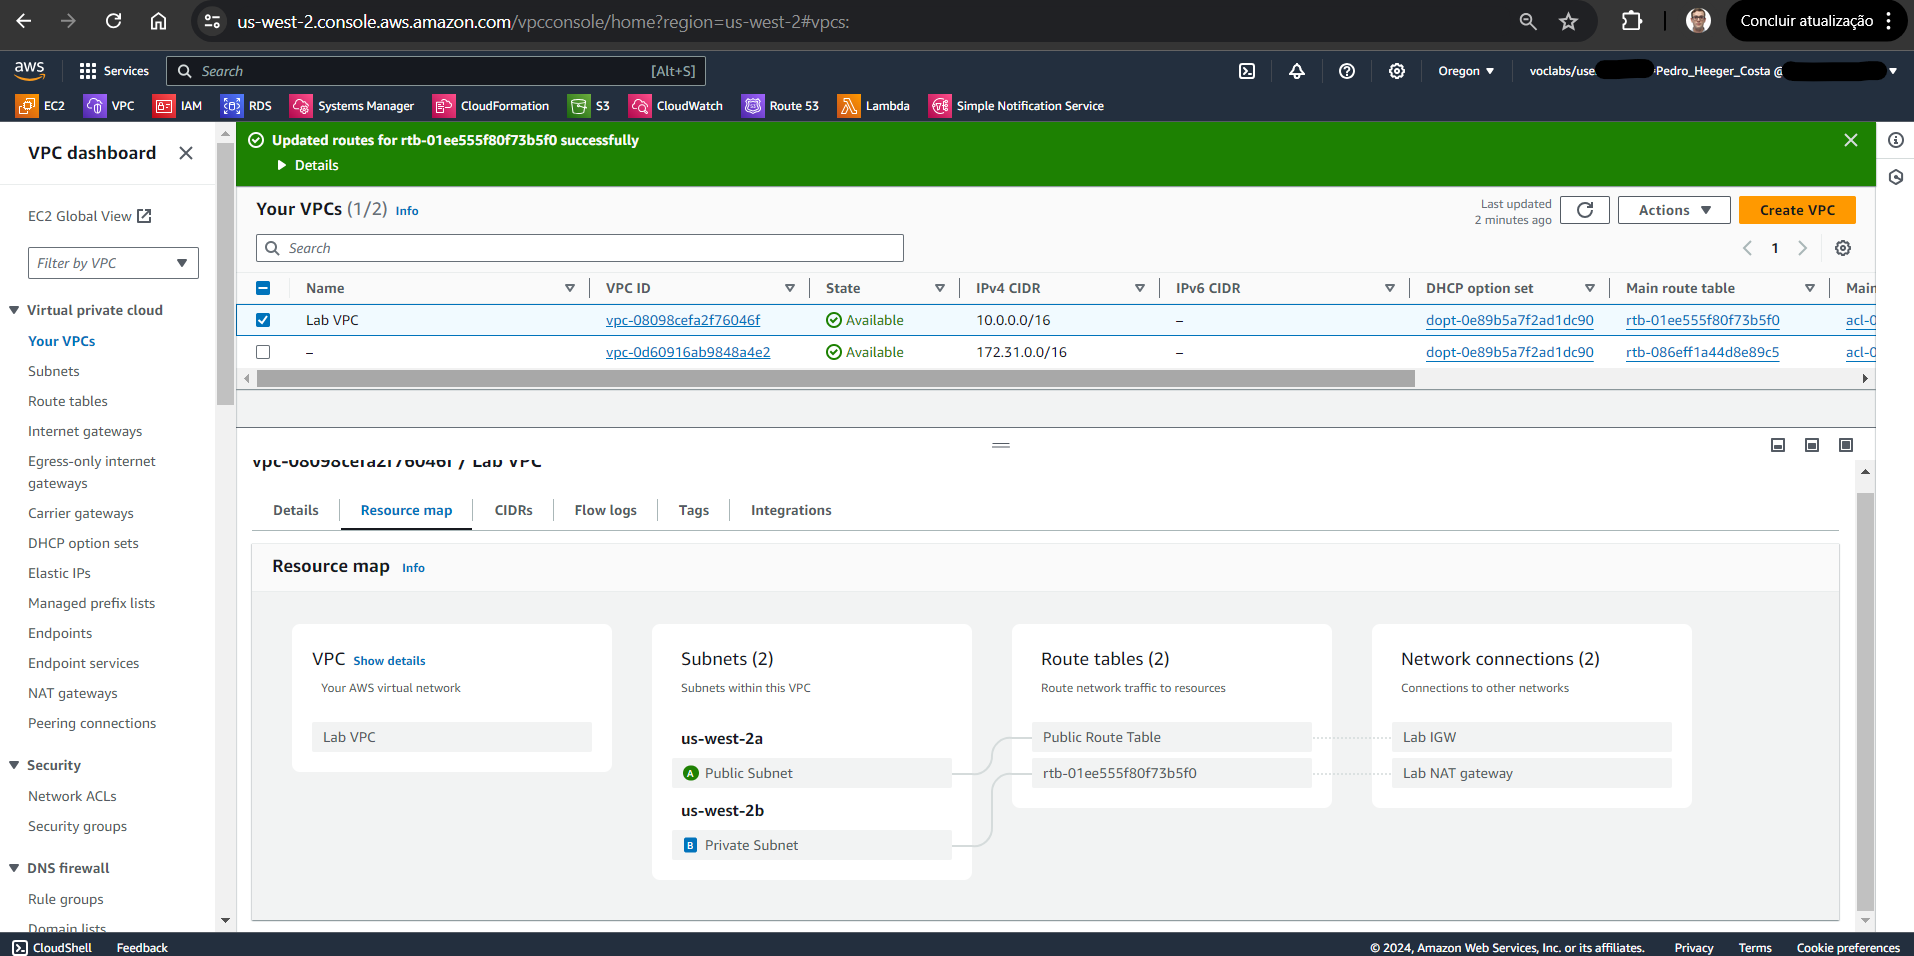 us-west-2.console.aws.amazon.com/vpcconsole/home?region=us-west-2#vpcs:
Concluir atualização
aws
Services
Search
[Alt+S]
Oregon
voclabs/use
Pedro_Heeger_Costa @
EC2
VPC
IAM
RDS
Systems Manager
CloudFormation
S3
CloudWatch
Route 53
Lambda
Simple Notification Service
VPC dashboard
EC2 Global View
Filter by VPC
Virtual private cloud
Your VPCs
Subnets
Route tables
Internet gateways
Egress-only internet
gateways
Carrier gateways
DHCP option sets
Elastic IPs
Managed prefix lists
Endpoints
Endpoint services
NAT gateways
Peering connections
Security
Network ACLs
Security groups
DNS firewall
Rule groups
Domain lists
Updated routes for rtb-01ee555f80f73b5f0 successfully
Details
Your VPCs (1/2) Info
Last updated
2 minutes ago
Actions
Create VPC
Search
1
Name
VPC ID
State
IPv4 CIDR
IPv6 CIDR
DHCP option set
Main route table
Main
Lab VPC
vpc-08098cefa2f76046f
Available
10.0.0.0/16
–
dopt-0e89b5a7f2ad1dc90
rtb-01ee555f80f73b5f0
acl-0
–
vpc-0d60916ab9848a4e2
Available
172.31.0.0/16
–
dopt-0e89b5a7f2ad1dc90
rtb-086eff1a44d8e89c5
acl-0
vpc-08098cefa2f76046f / Lab VPC
Details
Resource map
CIDRs
Flow logs
Tags
Integrations
Resource map Info
VPC Show details
Your AWS virtual network
Lab VPC
Subnets (2)
Subnets within this VPC
us-west-2a
A Public Subnet
us-west-2b
B Private Subnet
Route tables (2)
Route network traffic to resources
Public Route Table
rtb-01ee555f80f73b5f0
Network connections (2)
Connections to other networks
Lab IGW
Lab NAT gateway
CloudShell
Feedback
© 2024, Amazon Web Services, Inc. or its affiliates.
Privacy
Terms
Cookie preferences